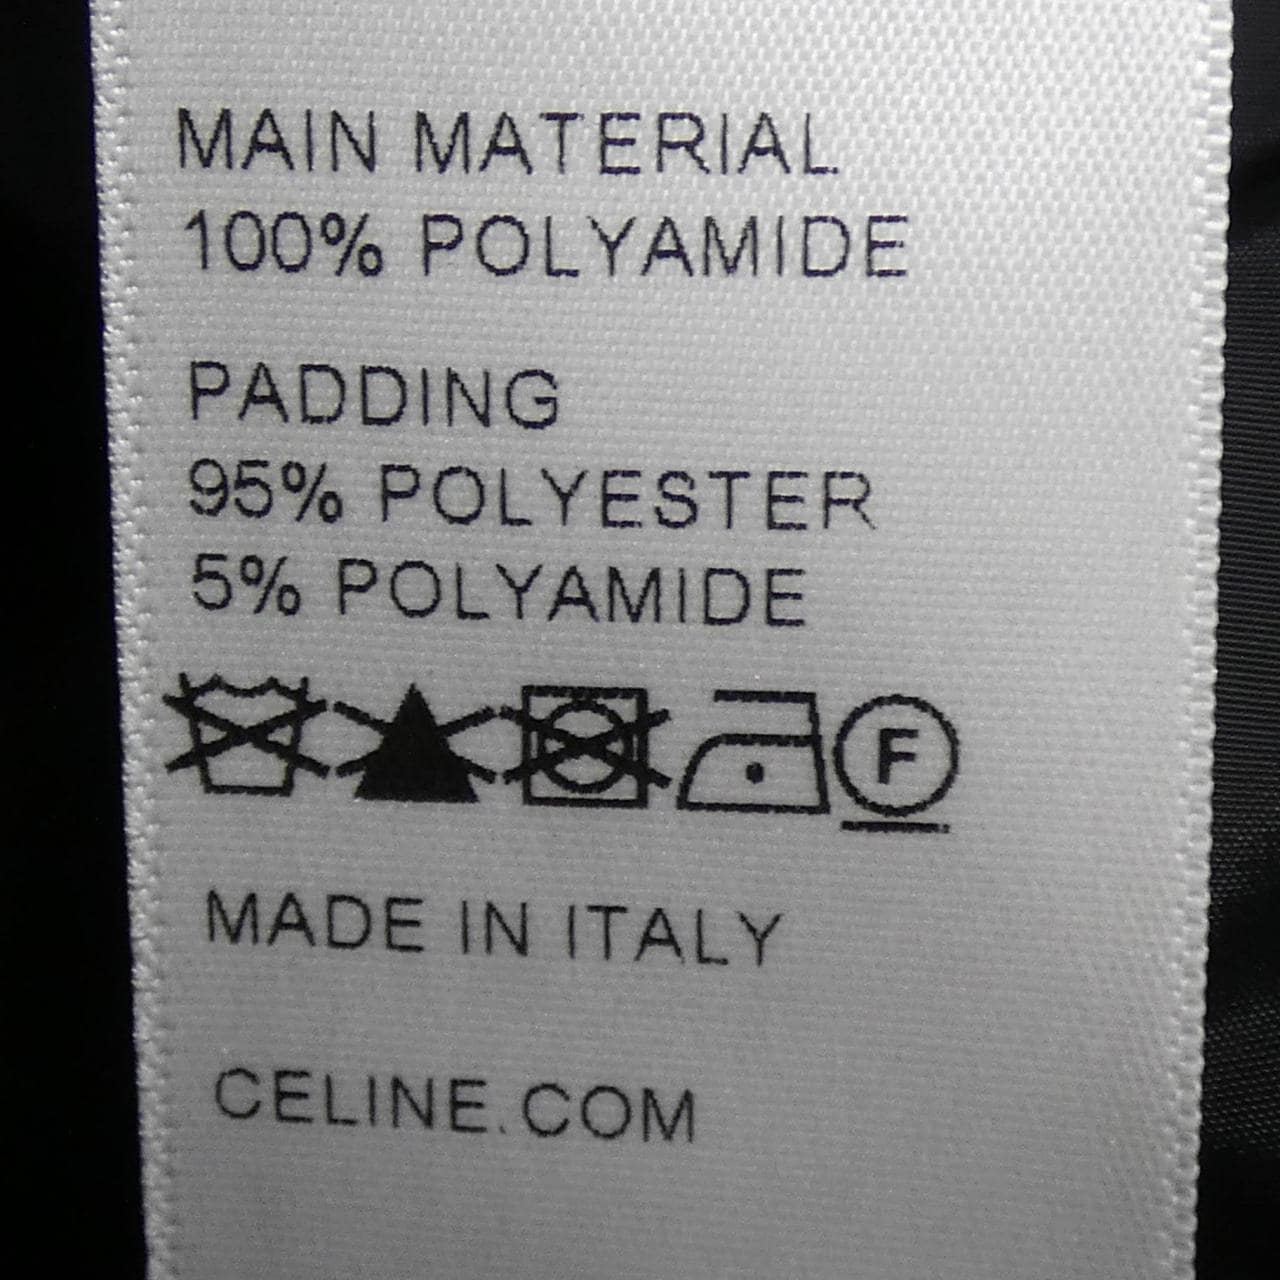 MAIN MATERIAL
100% POLYAMIDE
PADDING
95% POLYESTER
5% POLYAMIDE
F
MADE IN ITALY
CELINE.COM